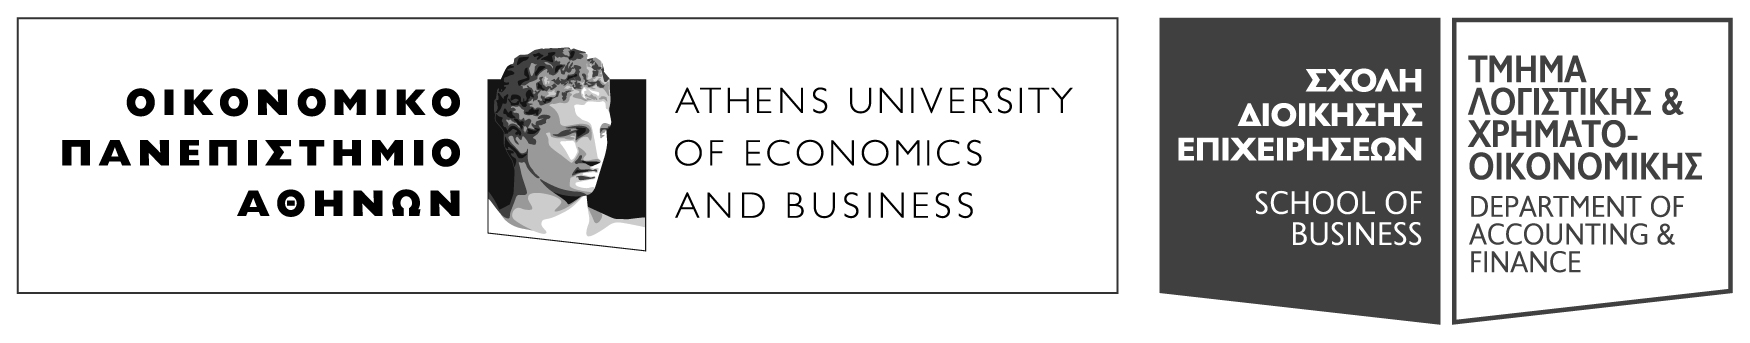 ΟΙΚΟΝΟΜΙΚΟ
ΠΑΝΕΠΙΣΤΗΜΙΟ
ΑΘΗΝΩΝ
ATHENS UNIVERSITY
OF ECONOMICS
AND BUSINESS
ΣΧΟΛΗ
ΔΙΟΙΚΗΣΗΣ
ΕΠΙΧΕΙΡΗΣΕΩΝ
SCHOOL OF
BUSINESS
ΤΜΗΜΑ
ΛΟΓΙΣΤΙΚΗΣ &
ΧΡΗΜΑΤΟ-
ΟΙΚΟΝΟΜΙΚΗΣ
DEPARTMENT OF
ACCOUNTING &
FINANCE